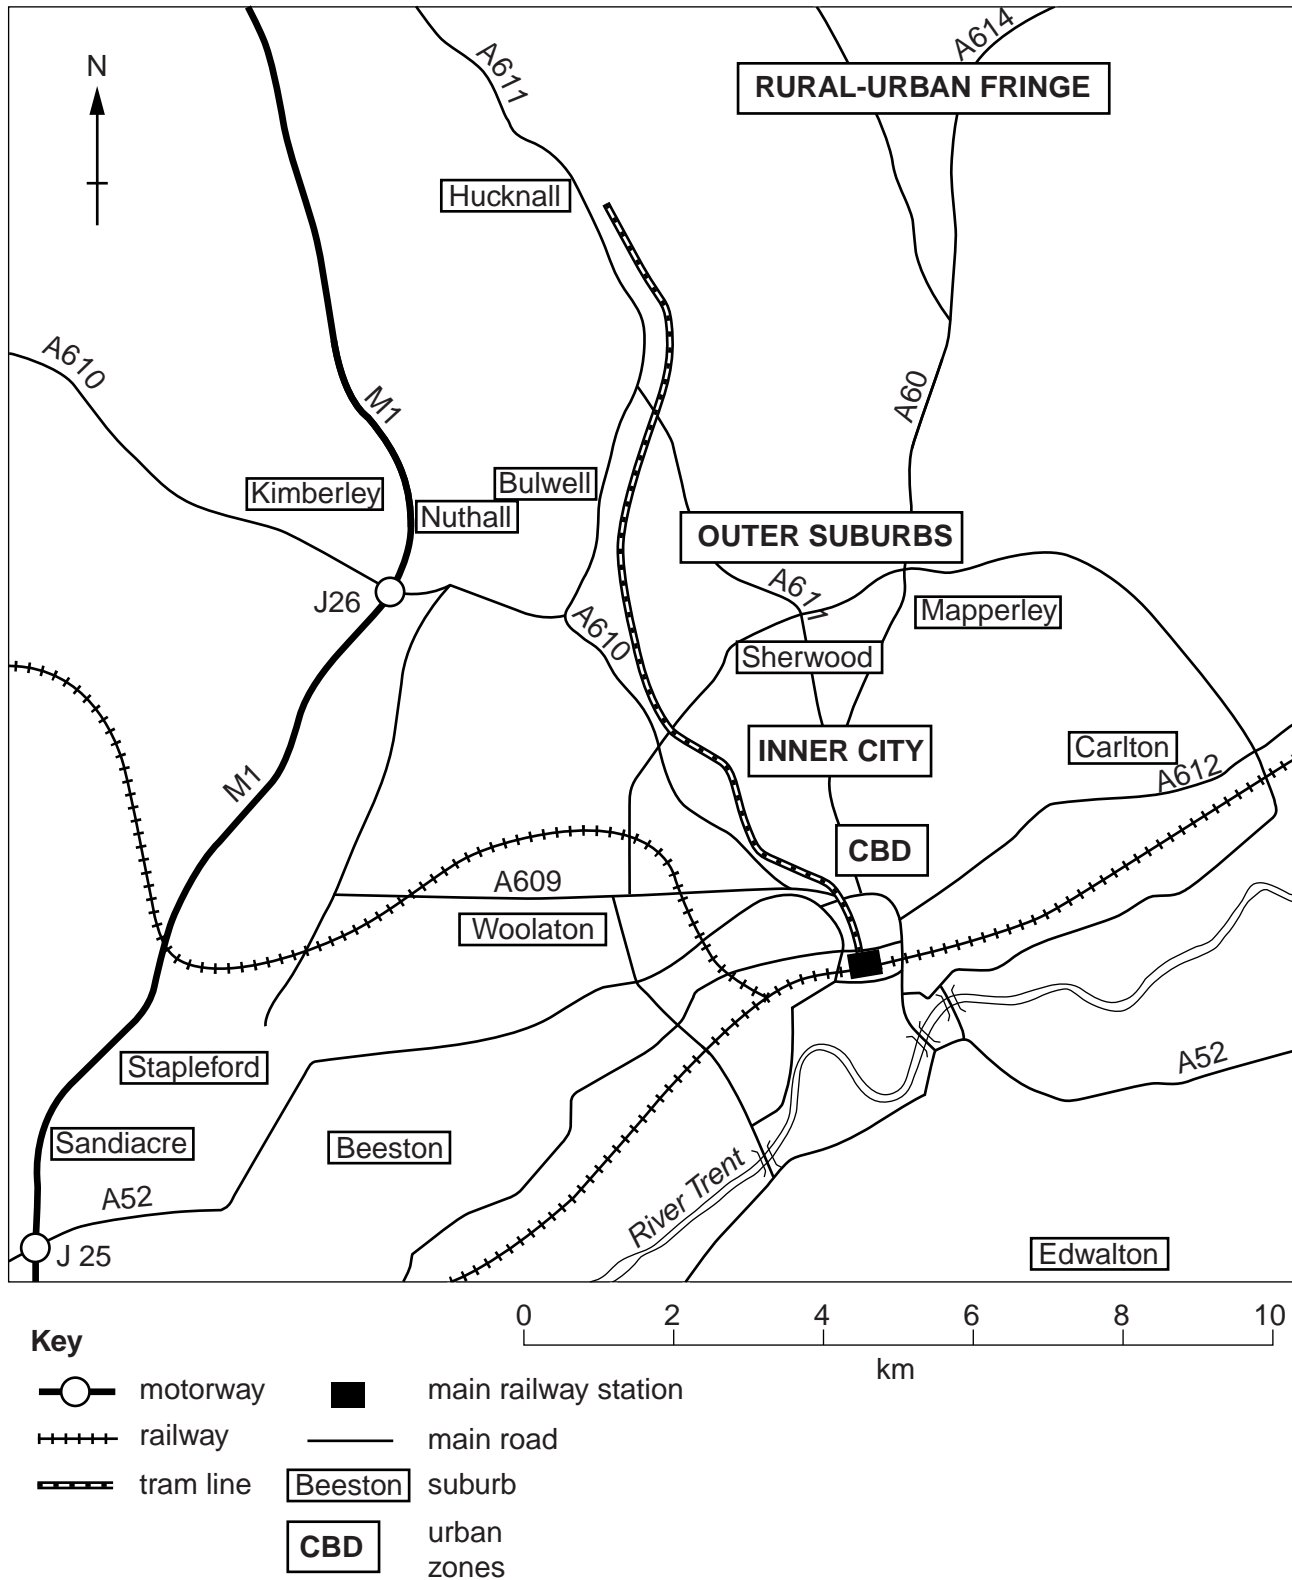 A611
A614
N
RURAL-URBAN FRINGE
Hucknall
A610
M1
A60
Kimberley
Bulwell
Nuthall
OUTER SUBURBS
J26
A611
Mapperley
A610
Sherwood
INNER CITY
Carlton
A612
M1
CBD
A609
Woolaton
Stapleford
A52
Sandiacre
Beeston
River Trent
A52
J 25
Edwalton
0 2 4 6 8 10
km
Key
motorway
main railway station
railway
main road
tram line
Beeston
suburb
CBD
urban
zones